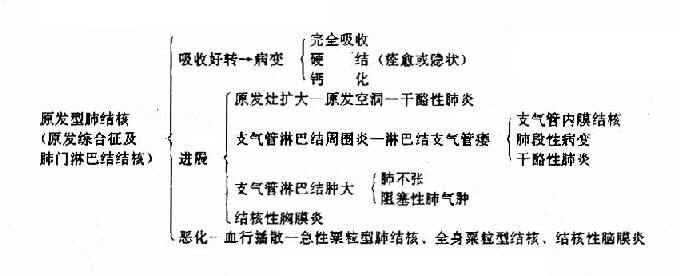 完全吸收
吸收好转→病变 硬 结(痊愈或隐状)
钙 化
原发灶扩大—原发空洞—干酪性肺炎
原发型肺结核
(原发综合征及
肺门淋巴结结核)
进展
支气管淋巴结周围炎—淋巴结支气管瘘
支气管内膜结核
肺段性病变
干酪性肺炎
支气管淋巴结肿大
肺不张
阻塞性肺气肿
结核性胸膜炎
恶化—血行播散—急性粟粒型肺结核、全身粟粒型结核、结核性脑膜炎